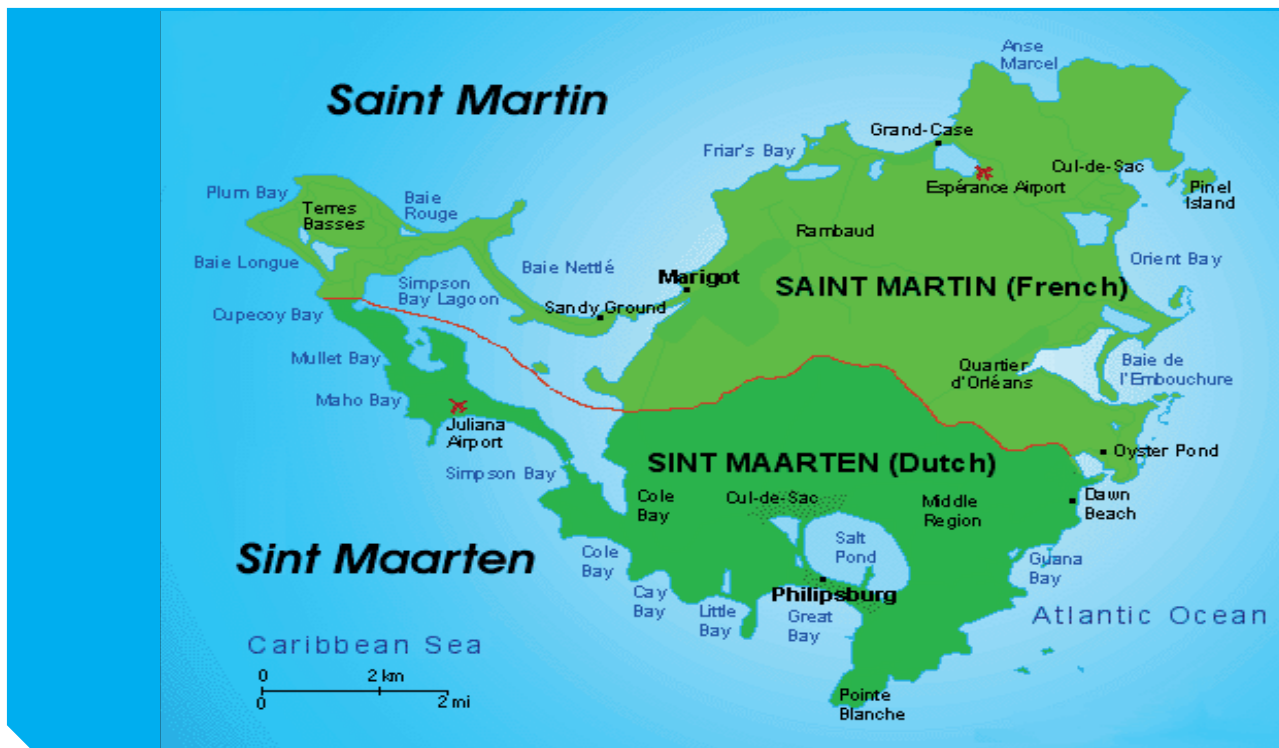 Saint Martin
Anse
Marcel
Grand-Case
Friar's Bay
Cul-de-Sac
Espérance Airport
Pinel
Island
Plum Bay
Terres
Basses
Baie
Rouge
Rambaud
Baie Longue
Simpson
Bay Lagoon
Baie Nettlé
Marigot
Orient Bay
SAINT MARTIN (French)
Sandy Ground
Cupecoy Bay
Mullet Bay
Quartier
d'Orléans
Baie de
l'Embouchure
Maho Bay
Juliana
Airport
Oyster Pond
SINT MAARTEN (Dutch)
Simpson Bay
Cole
Bay
Cul-de-Sac
Middle
Region
Dawn
Beach
Salt
Pond
Sint Maarten
Cole
Bay
Guana
Bay
Cay
Bay
Philipsburg
Little
Bay
Great
Bay
Atlantic Ocean
Caribbean Sea
0 2 km
0 2 mi
Pointe
Blanche